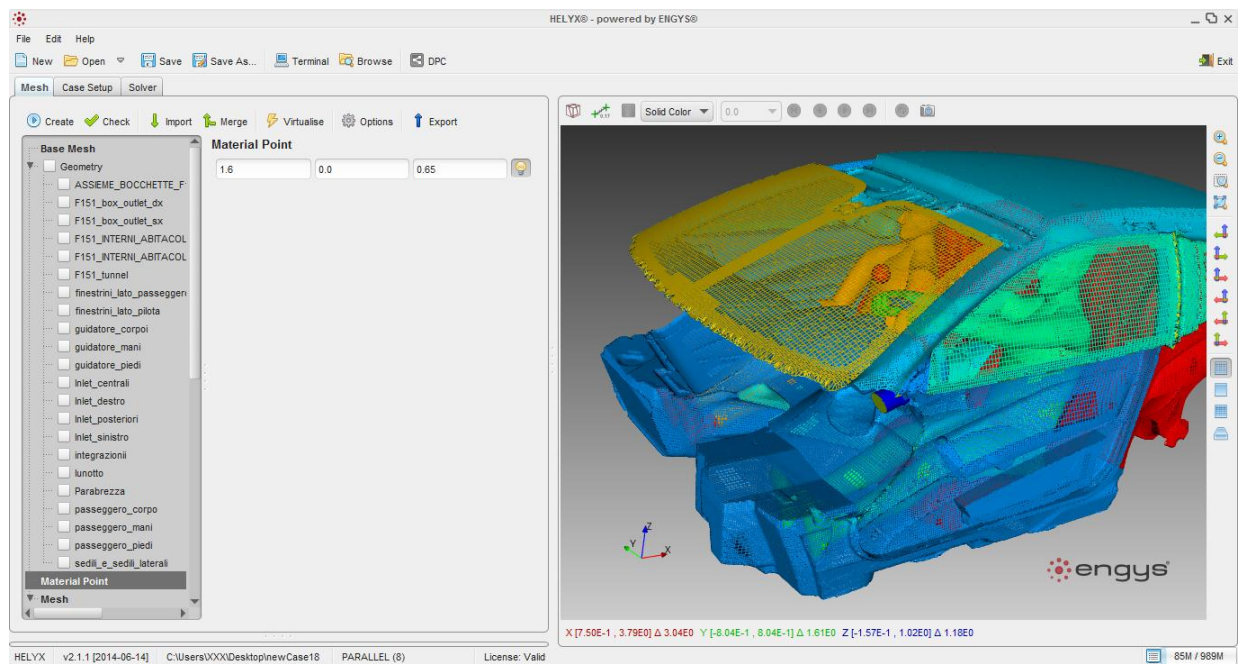 HELYX® - powered by ENGYS®
File Edit Help
New Open Save Save As... Terminal Browse DPC Exit
Mesh Case Setup Solver
Create Check Import Merge Virtualise Options Export
Base Mesh
Geometry
ASSIEME_BOCCHETTE_F
F151_box_outlet_dx
F151_box_outlet_sx
F151_INTERNI_ABITACOL
F151_INTERNI_ABITACOL
F151_tunnel
finestrini_lato_passeggero
finestrini_lato_pilota
guidatore_corpoi
guidatore_mani
guidatore_piedi
Inlet_centrali
Inlet_destro
Inlet_posteriori
Inlet_sinistro
integrazionii
lunotto
Parabrezza
passeggero_corpo
passeggero_mani
passeggero_piedi
sedili_e_sedili_laterali
Material Point
Mesh
Material Point
1.6 0.0 0.65
Solid Color 0.0
Z
Y
X
engys
X [7.50E-1 , 3.79E0] Δ 3.04E0 Y [-8.04E-1 , 8.04E-1] Δ 1.61E0 Z [-1.57E-1 , 1.02E0] Δ 1.18E0
HELYX v2.1.1 [2014-06-14] C:\Users\XXX\Desktop\newCase18 PARALLEL (8) License: Valid 85M / 989M